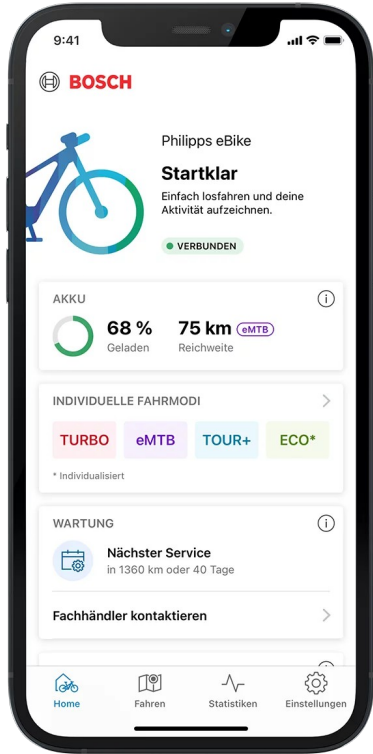 9:41
BOSCH
Philipps eBike
Startklar
Einfach losfahren und deine
Aktivität aufzeichnen.
VERBUNDEN
AKKU
68 %
75 km eMTB
Geladen
Reichweite
INDIVIDUELLE FAHRMODI
TURBO
eMTB
TOUR+
ECO*
* Individualisiert
WARTUNG
Nächster Service
in 1360 km oder 40 Tage
Fachhändler kontaktieren
Home
Fahren
Statistiken
Einstellungen